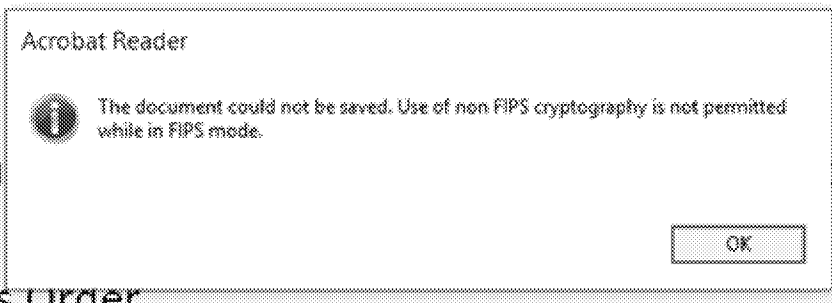 Acrobat Reader
The document could not be saved. Use of non FIPS cryptography is not permitted
while in FIPS mode.
OK
s Order